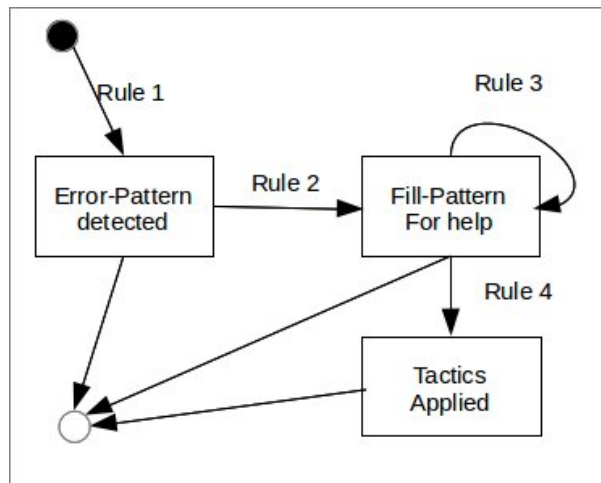 Rule 1
Rule 3
Error-Pattern
detected
Rule 2
Fill-Pattern
For help
Rule 4
Tactics
Applied